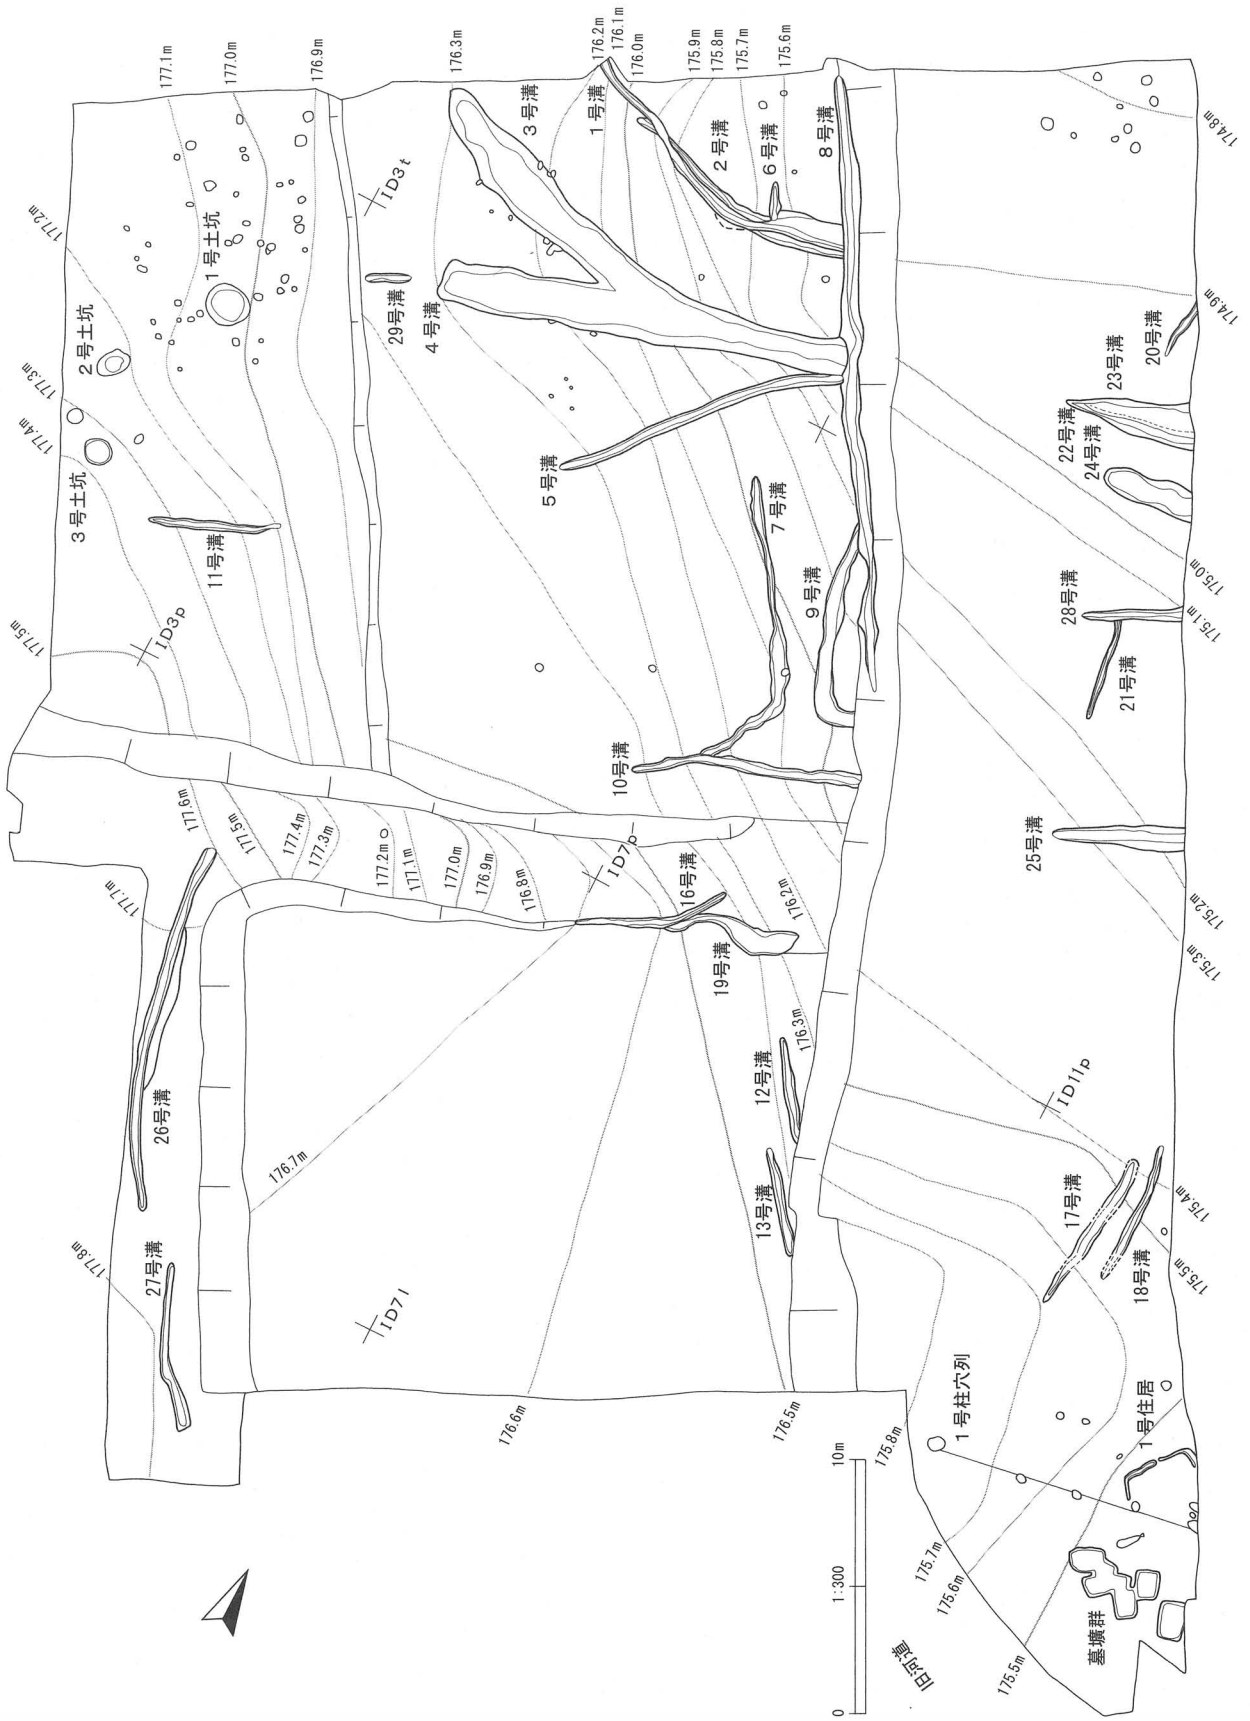 177.1m
177.0m
176.9m
176.3m
176.2m
176.1m
176.0m
175.9m
175.8m
175.7m
175.6m
177.2m
177.3m
177.4m
177.5m
1号土坑
2号土坑
3号土坑
11号溝
ID3p
ID3t
29号溝
4号溝
3号溝
1号溝
2号溝
6号溝
8号溝
5号溝
7号溝
9号溝
10号溝
174.8m
174.9m
20号溝
23号溝
22号溝
24号溝
175.0m
28号溝
175.1m
21号溝
25号溝
175.2m
175.3m
177.6m
177.5m
177.4m
177.3m
177.2m
177.1m
177.0m
176.9m
176.8m
ID7p
16号溝
176.2m
19号溝
177.7m
26号溝
176.7m
12号溝
176.3m
13号溝
ID11p
17号溝
175.4m
18号溝
175.5m
177.8m
27号溝
ID7l
176.6m
176.5m
175.8m
1号柱穴列
1号住居
175.7m
175.6m
175.5m
墓壙群
旧河道
0
1:300
10m